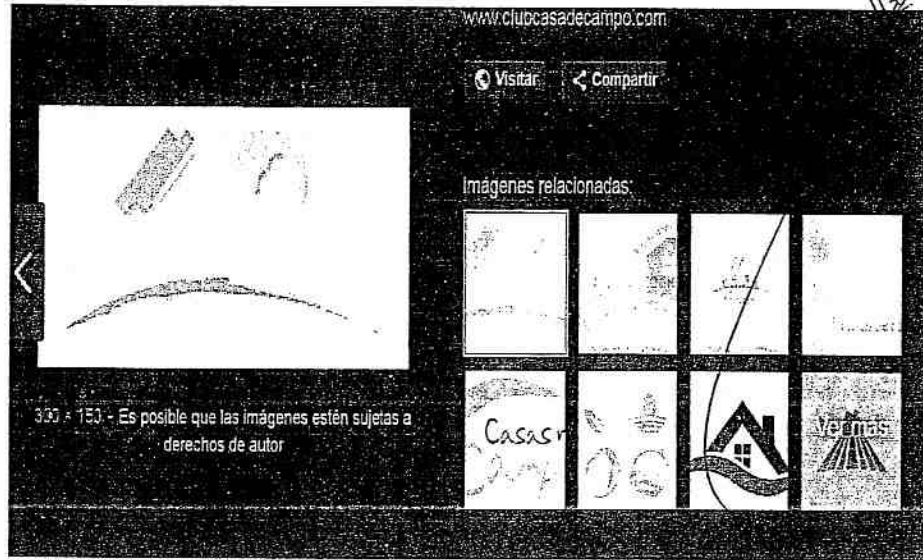 www.clubcasadecampo.com
Visitar
Compartir
Imágenes relacionadas:
300 × 150 - Es posible que las imágenes estén sujetas a
derechos de autor
Casas
Ver más